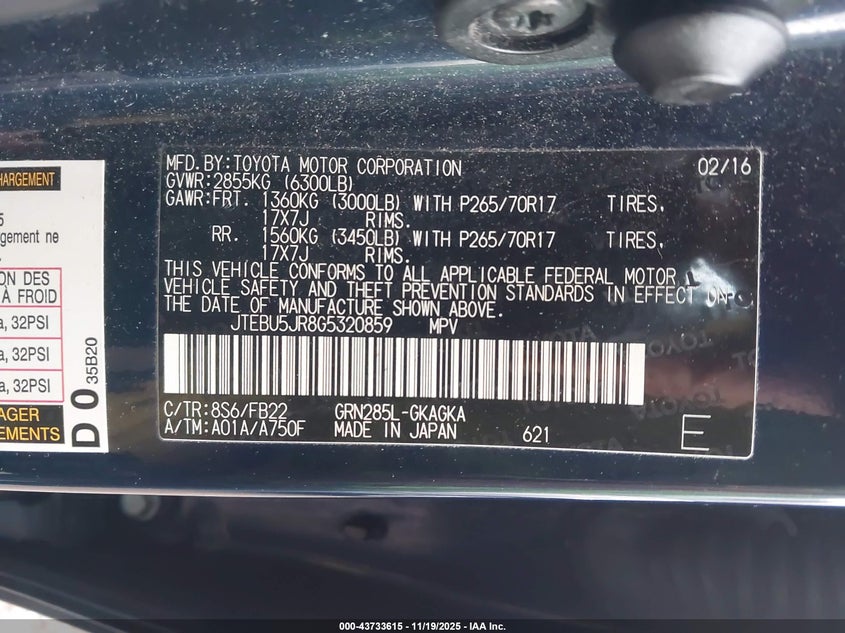 HARGEMENT
5
gement ne
ON DES
À FROID
a, 32PSI
a, 32PSI
a, 32PSI
AGER
EMENTS
D 0
35B20
MFD. BY: TOYOTA MOTOR CORPORATION 02/16
GVWR: 2855KG (6300LB)
GAWR: FRT. 1360KG (3000LB) WITH P265/70R17 TIRES,
17X7J RIMS.
RR. 1560KG (3450LB) WITH P265/70R17 TIRES,
17X7J RIMS.
THIS VEHICLE CONFORMS TO ALL APPLICABLE FEDERAL MOTOR
VEHICLE SAFETY AND THEFT PREVENTION STANDARDS IN EFFECT ON
THE DATE OF MANUFACTURE SHOWN ABOVE.
JTEBU5JR8G5320859 MPV
C/TR: 8S6/FB22 GRN285L-GKAGKA
A/TM: A01A/A750F MADE IN JAPAN 621 E
TOYOTA
000-43733615 - 11/19/2025 - IAA Inc.